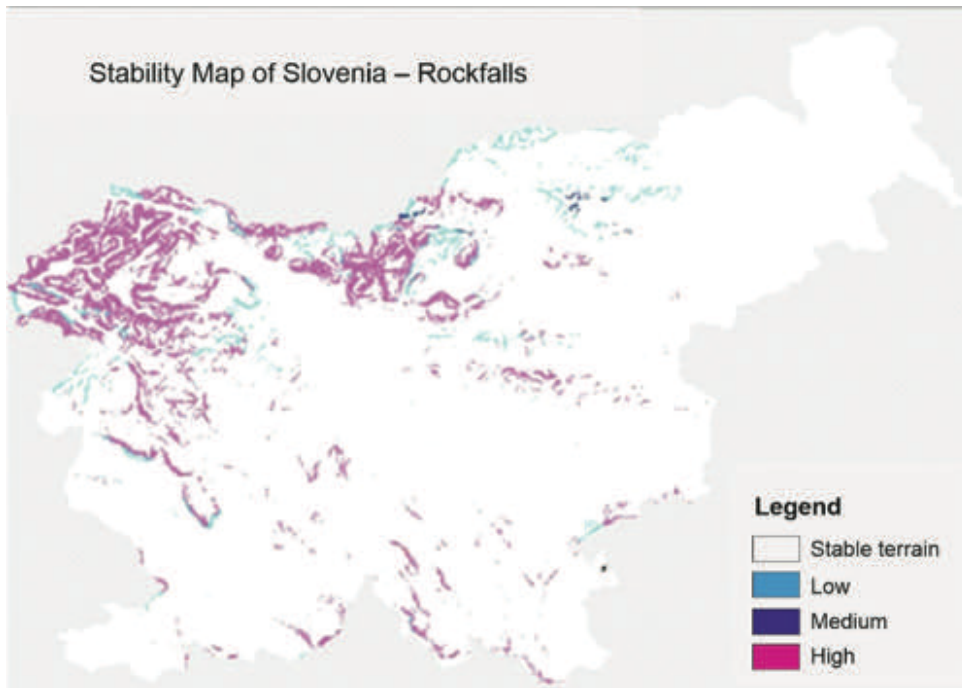 Stability Map of Slovenia – Rockfalls
Legend
Stable terrain
Low
Medium
High